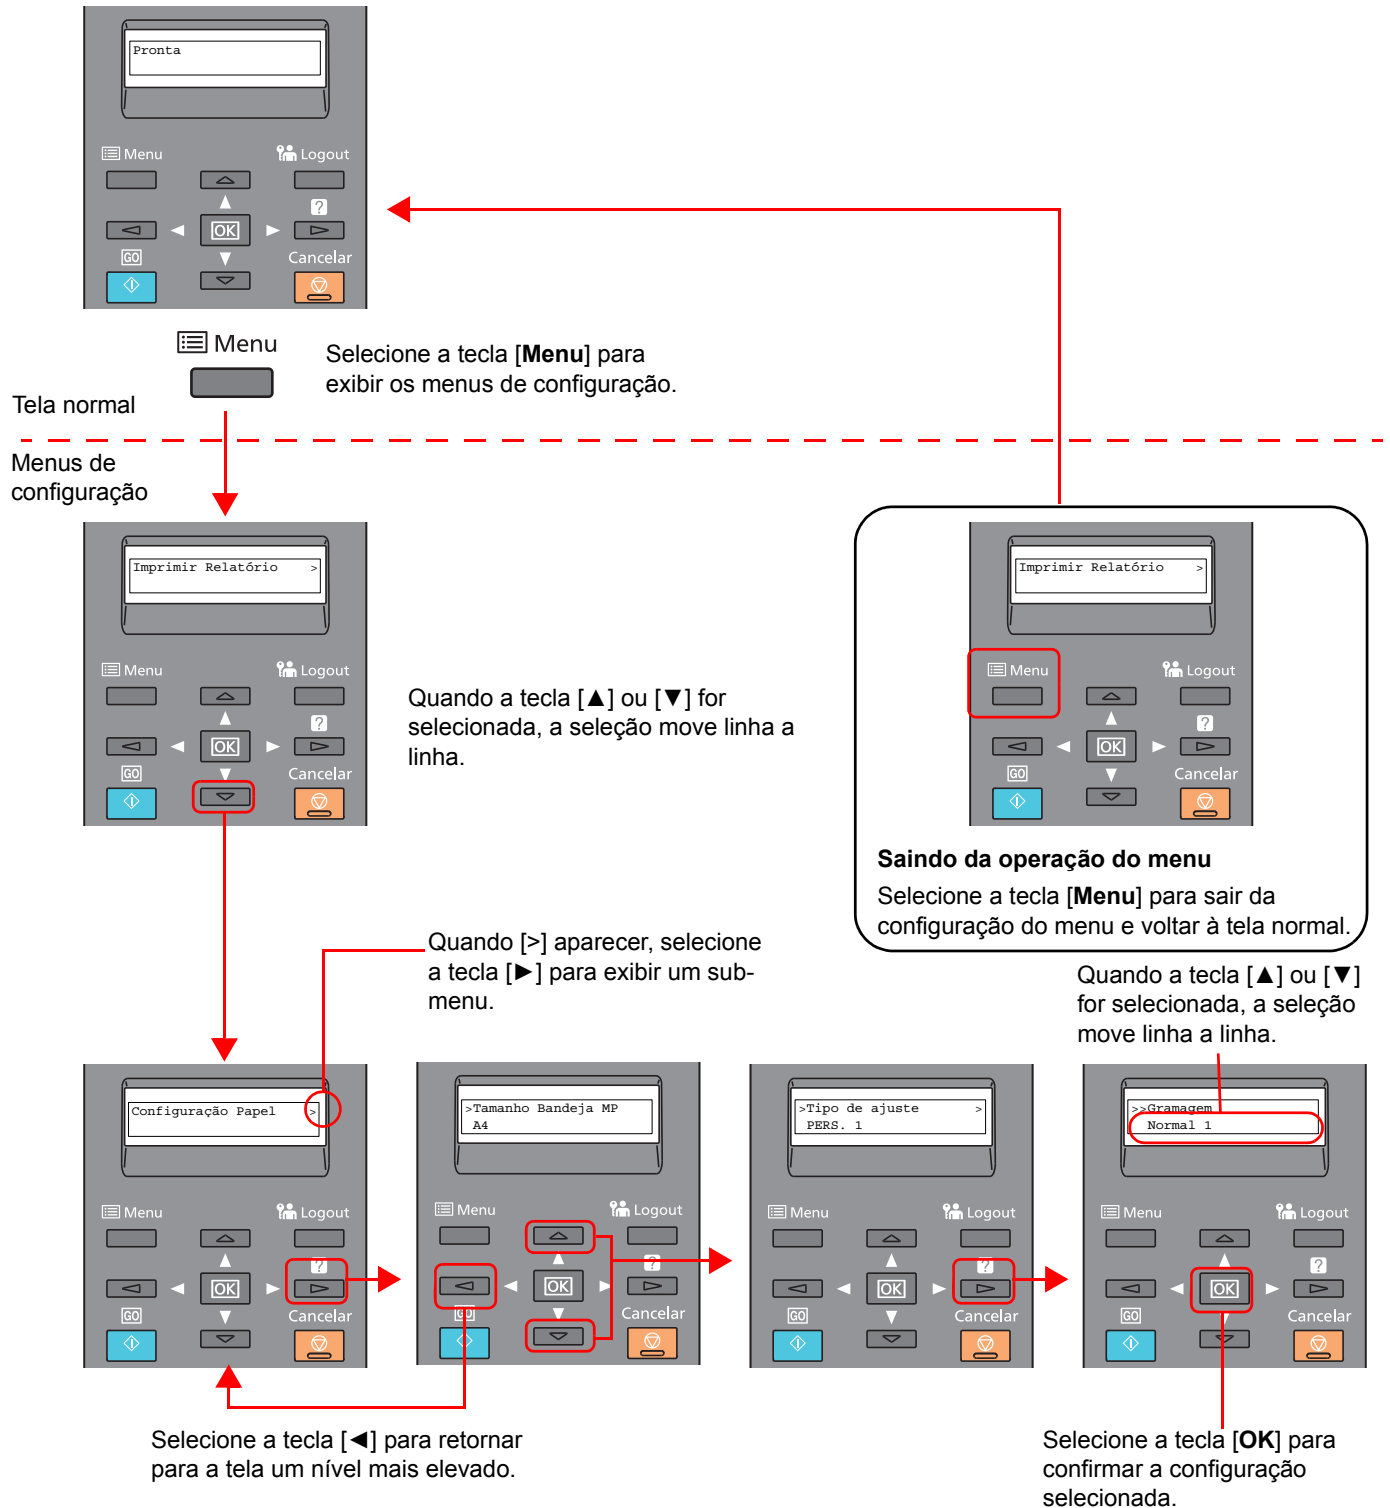 Pronta
Menu
Logout
?
OK
GO
Cancelar
Menu
Selecione a tecla [Menu] para
exibir os menus de configuração.
Tela normal
Menus de
configuração
Imprimir Relatório >
Menu
Logout
?
OK
GO
Cancelar
Quando a tecla [▲] ou [▼] for
selecionada, a seleção move linha a
linha.
Imprimir Relatório >
Menu
Logout
?
OK
GO
Cancelar
Saindo da operação do menu
Selecione a tecla [Menu] para sair da
configuração do menu e voltar à tela normal.
Quando [>] aparecer, selecione
a tecla [►] para exibir um sub-
menu.
Quando a tecla [▲] ou [▼]
for selecionada, a seleção
move linha a linha.
Configuração Papel >
Menu
Logout
?
OK
GO
Cancelar
>Tamanho Bandeja MP
A4
Menu
Logout
?
OK
GO
Cancelar
>Tipo de ajuste >
PERS. 1
Menu
Logout
?
OK
GO
Cancelar
>>Gramagem
Normal 1
Menu
Logout
?
OK
GO
Cancelar
Selecione a tecla [◄] para retornar
para a tela um nível mais elevado.
Selecione a tecla [OK] para
confirmar a configuração
selecionada.